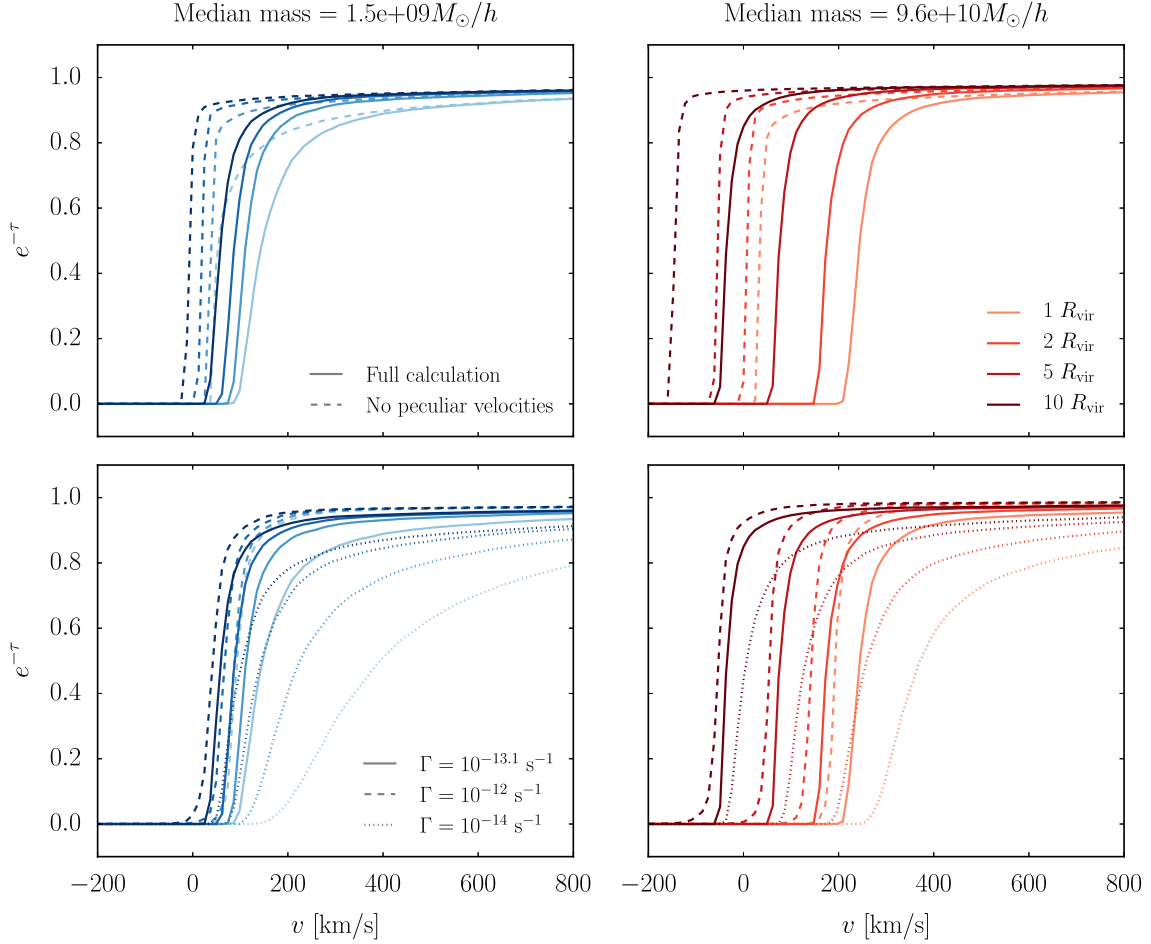 Median mass = 1.5e+09M⊙/h
Median mass = 9.6e+10M⊙/h
1.0
0.8
0.6
0.4
0.2
0.0
e^{−τ}
Full calculation
No peculiar velocities
1 R_vir
2 R_vir
5 R_vir
10 R_vir
1.0
0.8
0.6
0.4
0.2
0.0
e^{−τ}
Γ = 10^{−13.1} s^{−1}
Γ = 10^{−12} s^{−1}
Γ = 10^{−14} s^{−1}
−200 0 200 400 600 800
−200 0 200 400 600 800
v [km/s]
v [km/s]